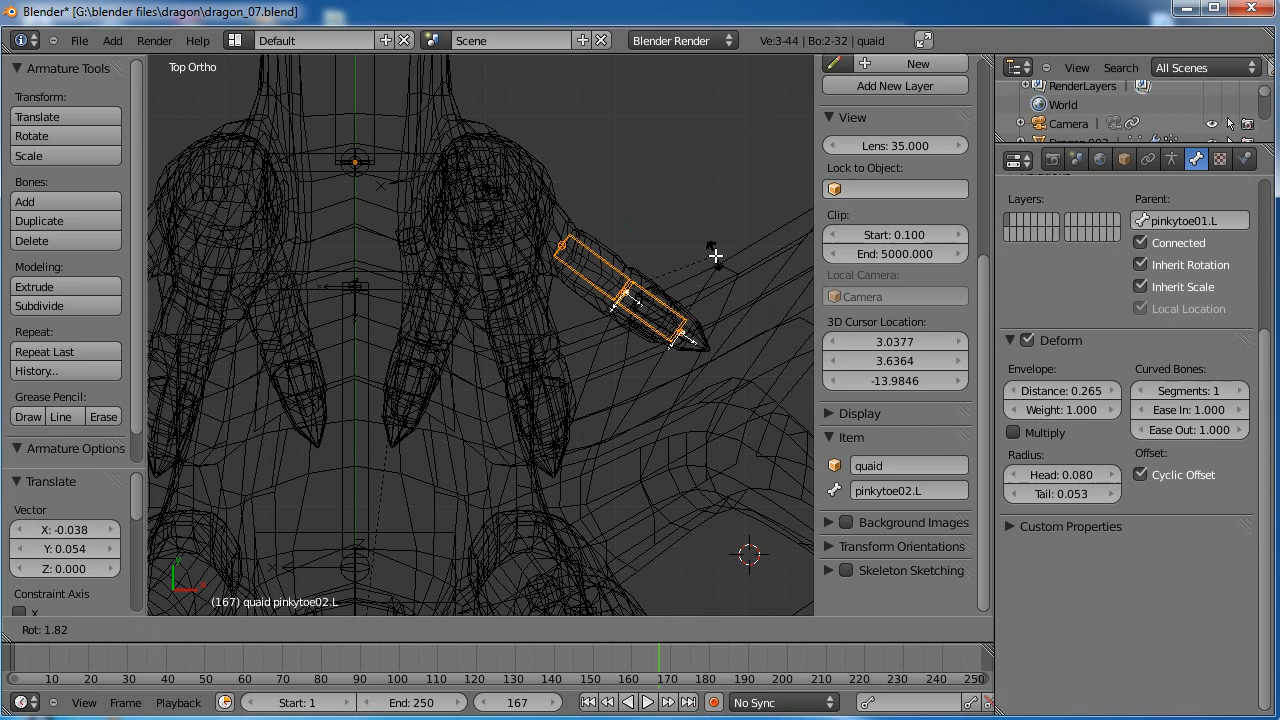 Blender* [G:\blender files\dragon\dragon_07.blend]
File Add Render Help Default Scene Blender Render Ve:3-44 | Bo:2-32 | quaid
Armature Tools
Transform:
Translate
Rotate
Scale
Bones:
Add
Duplicate
Delete
Modeling:
Extrude
Subdivide
Repeat:
Repeat Last
History...
Grease Pencil:
Draw Line Erase
Armature Options
Translate
Vector
X: -0.038
Y: 0.054
Z: 0.000
Constraint Axis
X
Top Ortho
(167) quaid pinkytoe02.L
New
Add New Layer
View
Lens: 35.000
Lock to Object:
Clip:
Start: 0.100
End: 5000.000
Local Camera:
Camera
3D Cursor Location:
3.0377
3.6364
-13.9846
Display
Item
quaid
pinkytoe02.L
Background Images
Transform Orientations
Skeleton Sketching
View Search All Scenes
RenderLayers
World
Camera
Layers:
Parent:
pinkytoe01.L
Connected
Inherit Rotation
Inherit Scale
Local Location
Deform
Envelope:
Distance: 0.265
Weight: 1.000
Multiply
Radius:
Head: 0.080
Tail: 0.053
Curved Bones:
Segments: 1
Ease In: 1.000
Ease Out: 1.000
Offset:
Cyclic Offset
Custom Properties
Rot: 1.82
10 20 30 40 50 60 70 80 90 100 110 120 130 140 150 160 170 180 190 200 210 220 230 240 250
View Frame Playback Start: 1 End: 250 167 No Sync